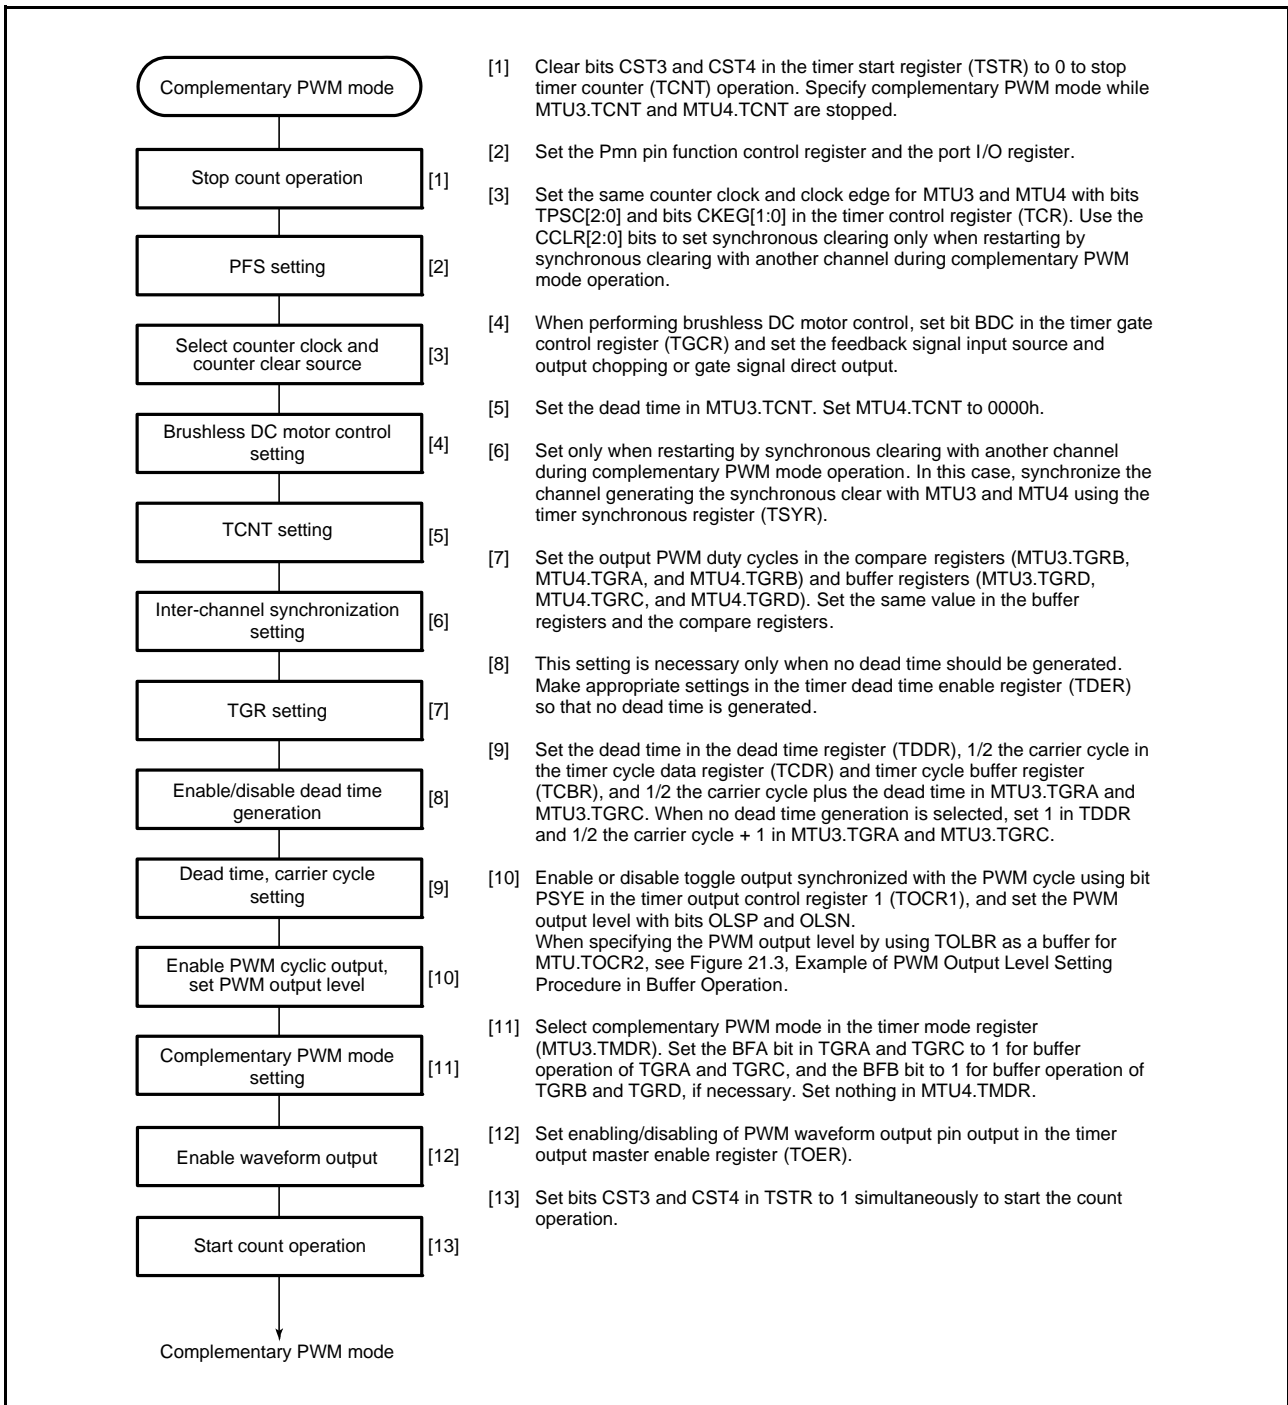 Complementary PWM mode
Stop count operation
[1]
PFS setting
[2]
Select counter clock and
counter clear source
[3]
Brushless DC motor control
setting
[4]
TCNT setting
[5]
Inter-channel synchronization
setting
[6]
TGR setting
[7]
Enable/disable dead time
generation
[8]
Dead time, carrier cycle
setting
[9]
Enable PWM cyclic output,
set PWM output level
[10]
Complementary PWM mode
setting
[11]
Enable waveform output
[12]
Start count operation
[13]
Complementary PWM mode
[1] Clear bits CST3 and CST4 in the timer start register (TSTR) to 0 to stop
timer counter (TCNT) operation. Specify complementary PWM mode while
MTU3.TCNT and MTU4.TCNT are stopped.
[2] Set the Pmn pin function control register and the port I/O register.
[3] Set the same counter clock and clock edge for MTU3 and MTU4 with bits
TPSC[2:0] and bits CKEG[1:0] in the timer control register (TCR). Use the
CCLR[2:0] bits to set synchronous clearing only when restarting by
synchronous clearing with another channel during complementary PWM
mode operation.
[4] When performing brushless DC motor control, set bit BDC in the timer gate
control register (TGCR) and set the feedback signal input source and
output chopping or gate signal direct output.
[5] Set the dead time in MTU3.TCNT. Set MTU4.TCNT to 0000h.
[6] Set only when restarting by synchronous clearing with another channel
during complementary PWM mode operation. In this case, synchronize the
channel generating the synchronous clear with MTU3 and MTU4 using the
timer synchronous register (TSYR).
[7] Set the output PWM duty cycles in the compare registers (MTU3.TGRB,
MTU4.TGRA, and MTU4.TGRB) and buffer registers (MTU3.TGRD,
MTU4.TGRC, and MTU4.TGRD). Set the same value in the buffer
registers and the compare registers.
[8] This setting is necessary only when no dead time should be generated.
Make appropriate settings in the timer dead time enable register (TDER)
so that no dead time is generated.
[9] Set the dead time in the dead time register (TDDR), 1/2 the carrier cycle in
the timer cycle data register (TCDR) and timer cycle buffer register
(TCBR), and 1/2 the carrier cycle plus the dead time in MTU3.TGRA and
MTU3.TGRC. When no dead time generation is selected, set 1 in TDDR
and 1/2 the carrier cycle + 1 in MTU3.TGRA and MTU3.TGRC.
[10] Enable or disable toggle output synchronized with the PWM cycle using bit
PSYE in the timer output control register 1 (TOCR1), and set the PWM
output level with bits OLSP and OLSN.
When specifying the PWM output level by using TOLBR as a buffer for
MTU.TOCR2, see Figure 21.3, Example of PWM Output Level Setting
Procedure in Buffer Operation.
[11] Select complementary PWM mode in the timer mode register
(MTU3.TMDR). Set the BFA bit in TGRA and TGRC to 1 for buffer
operation of TGRA and TGRC, and the BFB bit to 1 for buffer operation of
TGRB and TGRD, if necessary. Set nothing in MTU4.TMDR.
[12] Set enabling/disabling of PWM waveform output pin output in the timer
output master enable register (TOER).
[13] Set bits CST3 and CST4 in TSTR to 1 simultaneously to start the count
operation.